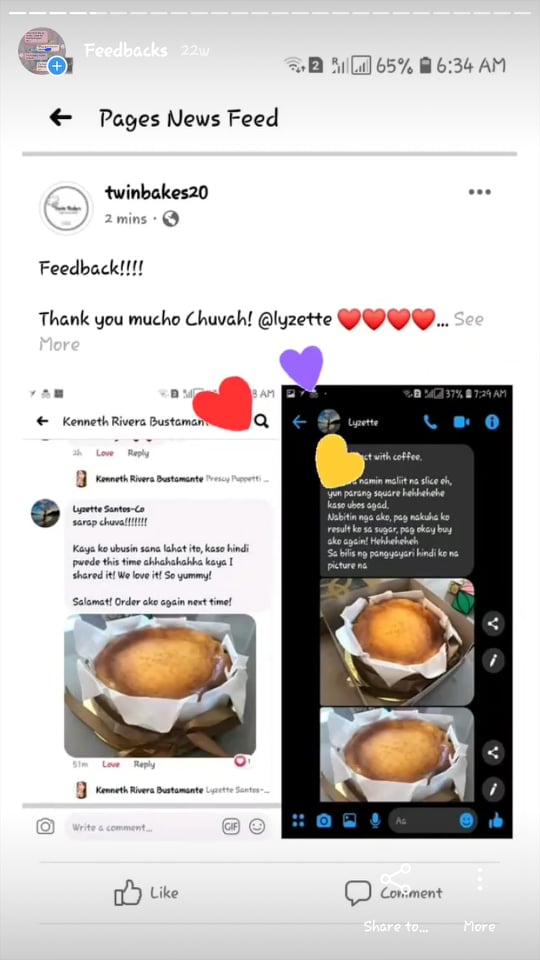 Feedbacks 22w
2 65% 6:34 AM
Pages News Feed
twinbakes20
2 mins
Feedback!!!!
Thank you mucho Chuvah! @lyzette ❤️❤️❤️❤️... See
More
Kenneth Rivera Bustaman
2h Love Reply
Kenneth Rivera Bustamante Prescy Puppetti ...
Lyzette Santos-Co
sarap chuva!!!!!!!
Kaya ko ubusin sana lahat ito, kaso hindi
pwede this time ahhahahahha kaya I
shared it! We love it! So yummy!
Salamat! Order ako again next time!
51m Love Reply 1
Kenneth Rivera Bustamante Lyzette Santos-...
Write a comment...
GIF
37% 7:29 AM
Lyzette
with coffee.
namin maliit na slice eh,
yun parang square hehhehehe
kaso ubos agad.
Nabitin nga ako, pag nakuha ko
result ko sa sugar, pag okay buy
ako again! Hehheheheh
Sa bilis ng pangyayari hindi ko na
picture na
Aa
Like
Comment
Share to...
More